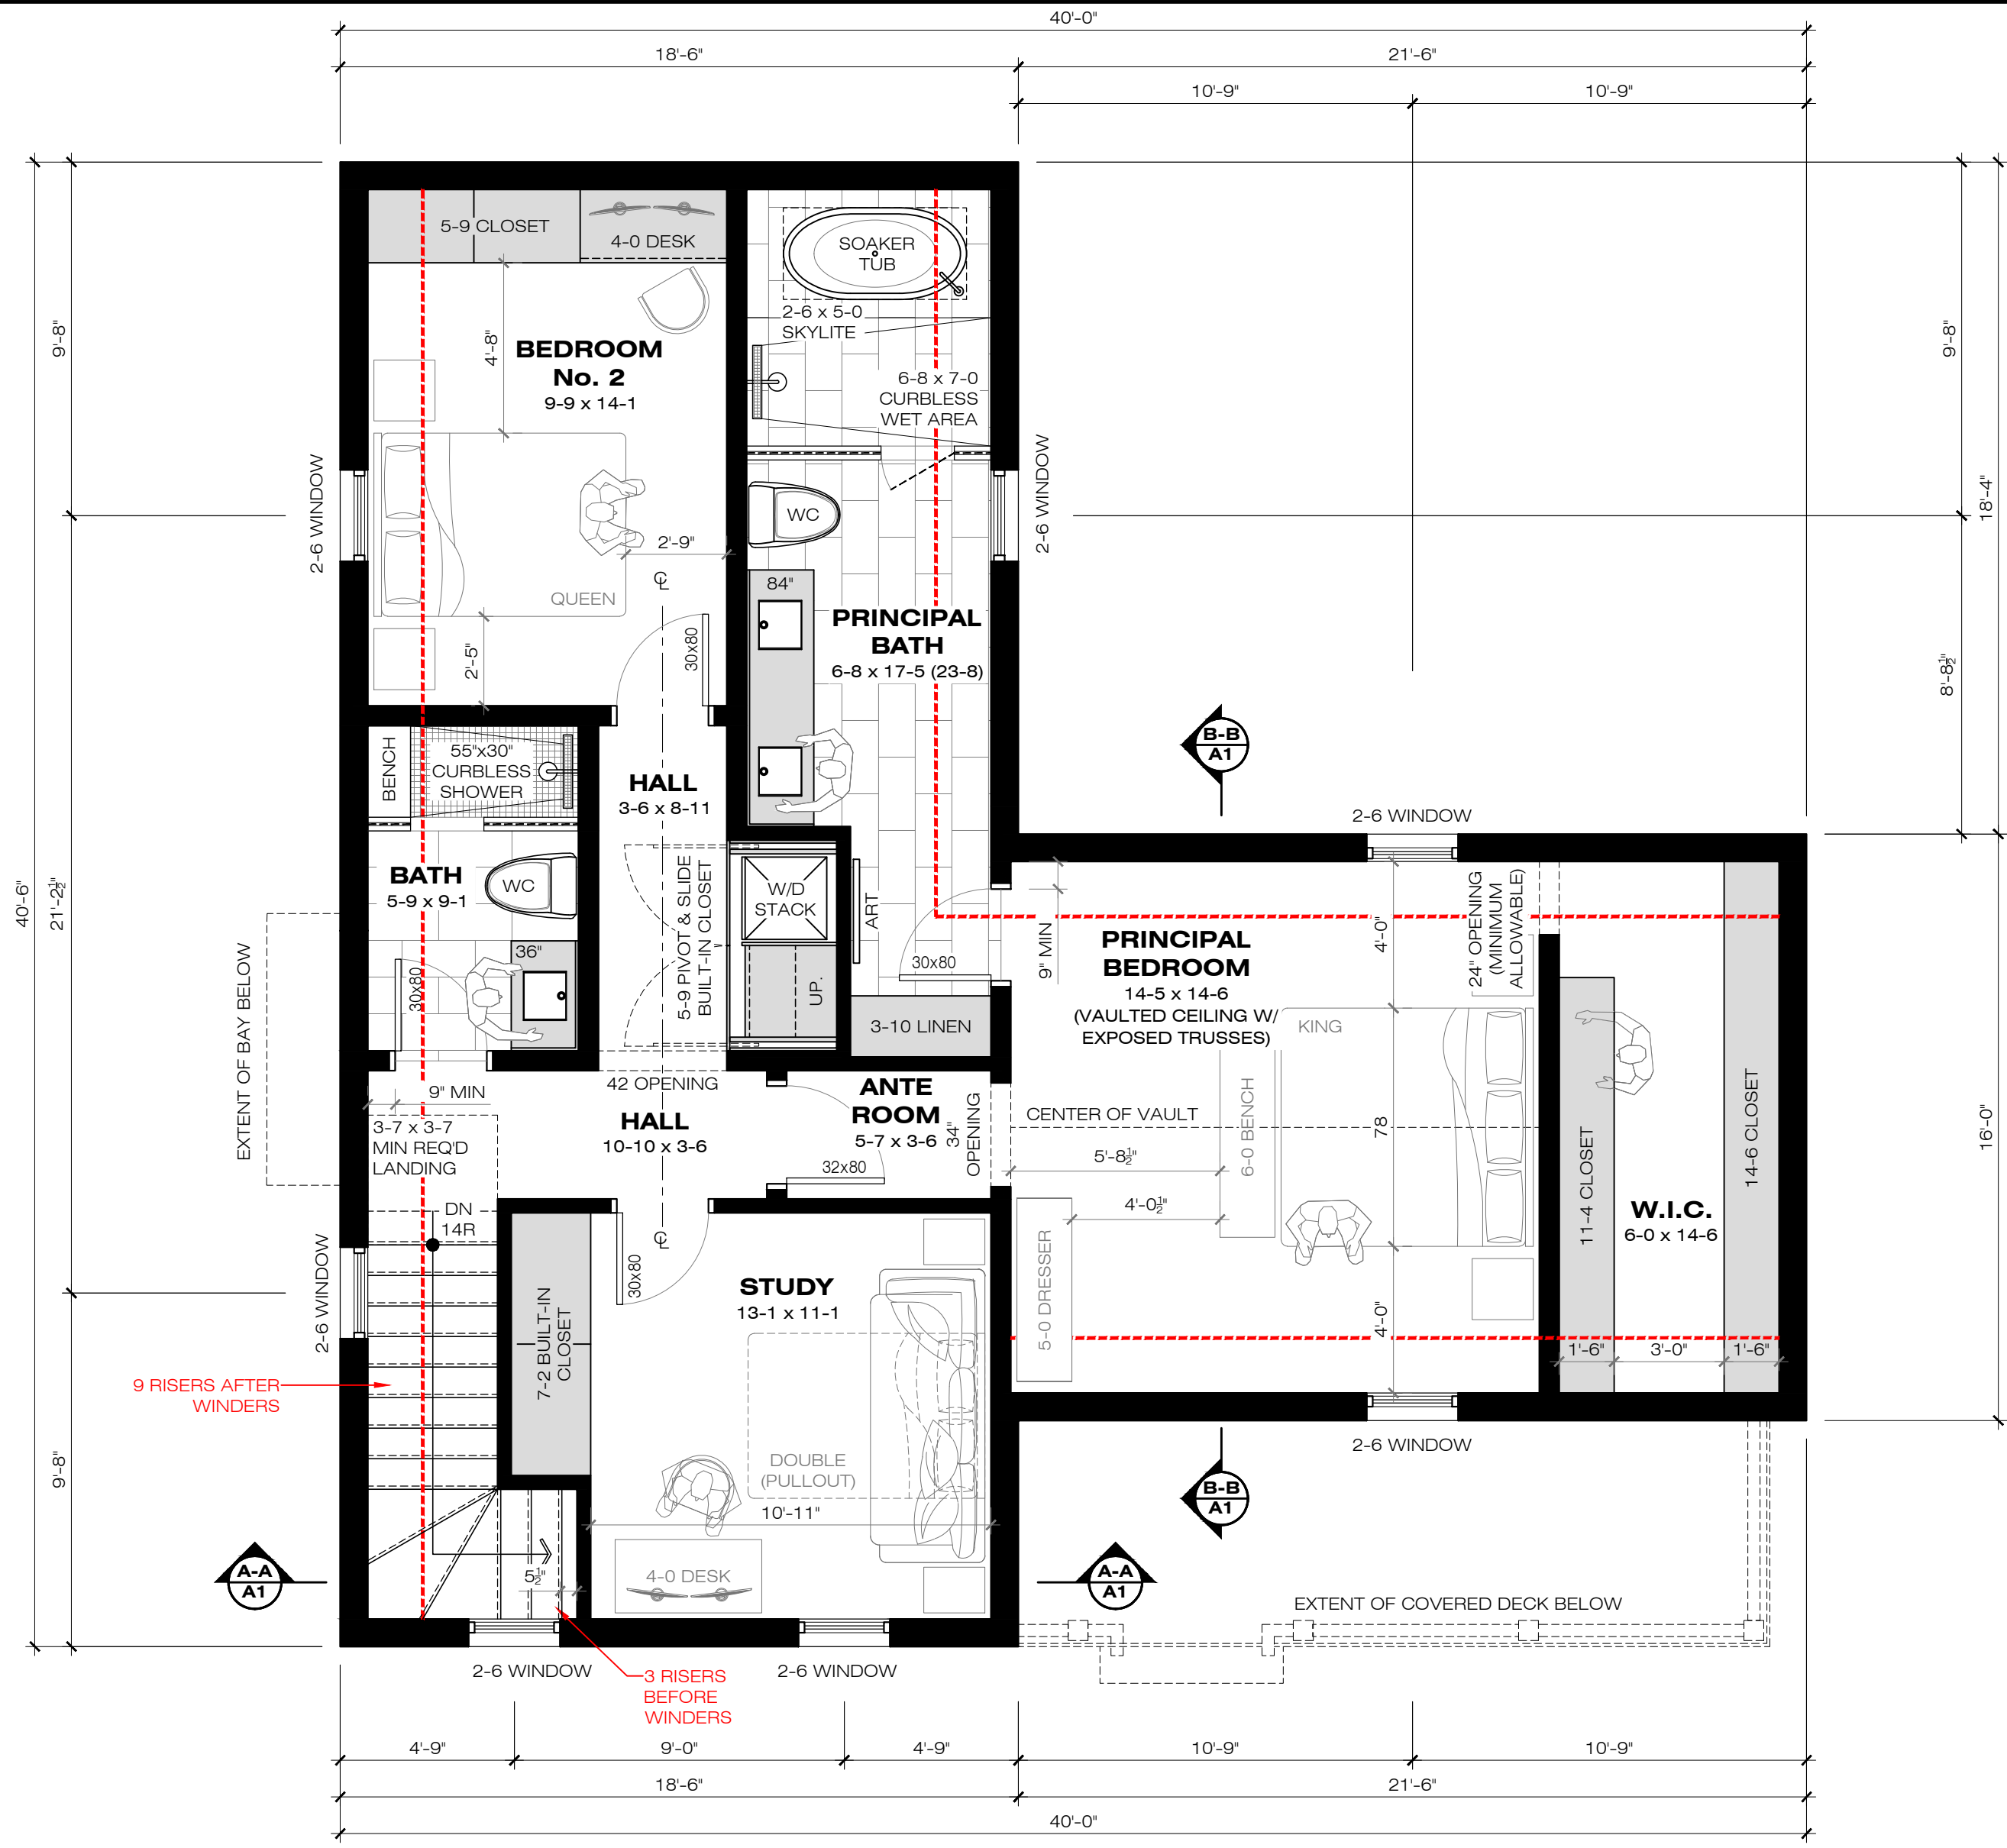 40'-0"
18'-6"
21'-6"
10'-9"
10'-9"
5-9 CLOSET
4-0 DESK
SOAKER
TUB
2-6 x 5-0
SKYLITE
9'-8"
4'-8"
BEDROOM
No. 2
9-9 x 14-1
6-8 x 7-0
CURBLESS
WET AREA
9'-8"
2-6 WINDOW
WC
2-6 WINDOW
18'-4"
2'-9"
℄
QUEEN
84"
2'-5"
30x80
PRINCIPAL
BATH
6-8 x 17-5 (23-8)
8'-8½"
BENCH
55"x30"
CURBLESS
SHOWER
HALL
3-6 x 8-11
B-B
A1
2-6 WINDOW
40'-6"
21'-2½"
BATH
5-9 x 9-1
WC
5-9 PIVOT & SLIDE
BUILT-IN CLOSET
W/D
STACK
ART
UP.
36"
30x80
30x80
3-10 LINEN
9" MIN
PRINCIPAL
BEDROOM
14-5 x 14-6
(VAULTED CEILING W/
EXPOSED TRUSSES)
4'-0"
24" OPENING
(MINIMUM
ALLOWABLE)
KING
EXTENT OF BAY BELOW
9" MIN
42 OPENING
3-7 x 3-7
MIN REQ'D
LANDING
HALL
10-10 x 3-6
ANTE
ROOM
5-7 x 3-6
32x80
34"
OPENING
CENTER OF VAULT
5'-8½"
4'-0½"
6-0 BENCH
78
11-4 CLOSET
14-6 CLOSET
W.I.C.
6-0 x 14-6
16'-0"
DN
14R
℄
2-6 WINDOW
30x80
STUDY
13-1 x 11-1
5-0 DRESSER
4'-0"
1'-6"
3'-0"
1'-6"
7-2 BUILT-IN
CLOSET
9 RISERS AFTER
WINDERS
9'-8"
DOUBLE
(PULLOUT)
10'-11"
2-6 WINDOW
B-B
A1
A-A
A1
5½"
4-0 DESK
A-A
A1
EXTENT OF COVERED DECK BELOW
2-6 WINDOW
2-6 WINDOW
3 RISERS
BEFORE
WINDERS
4'-9"
9'-0"
4'-9"
10'-9"
10'-9"
18'-6"
21'-6"
40'-0"